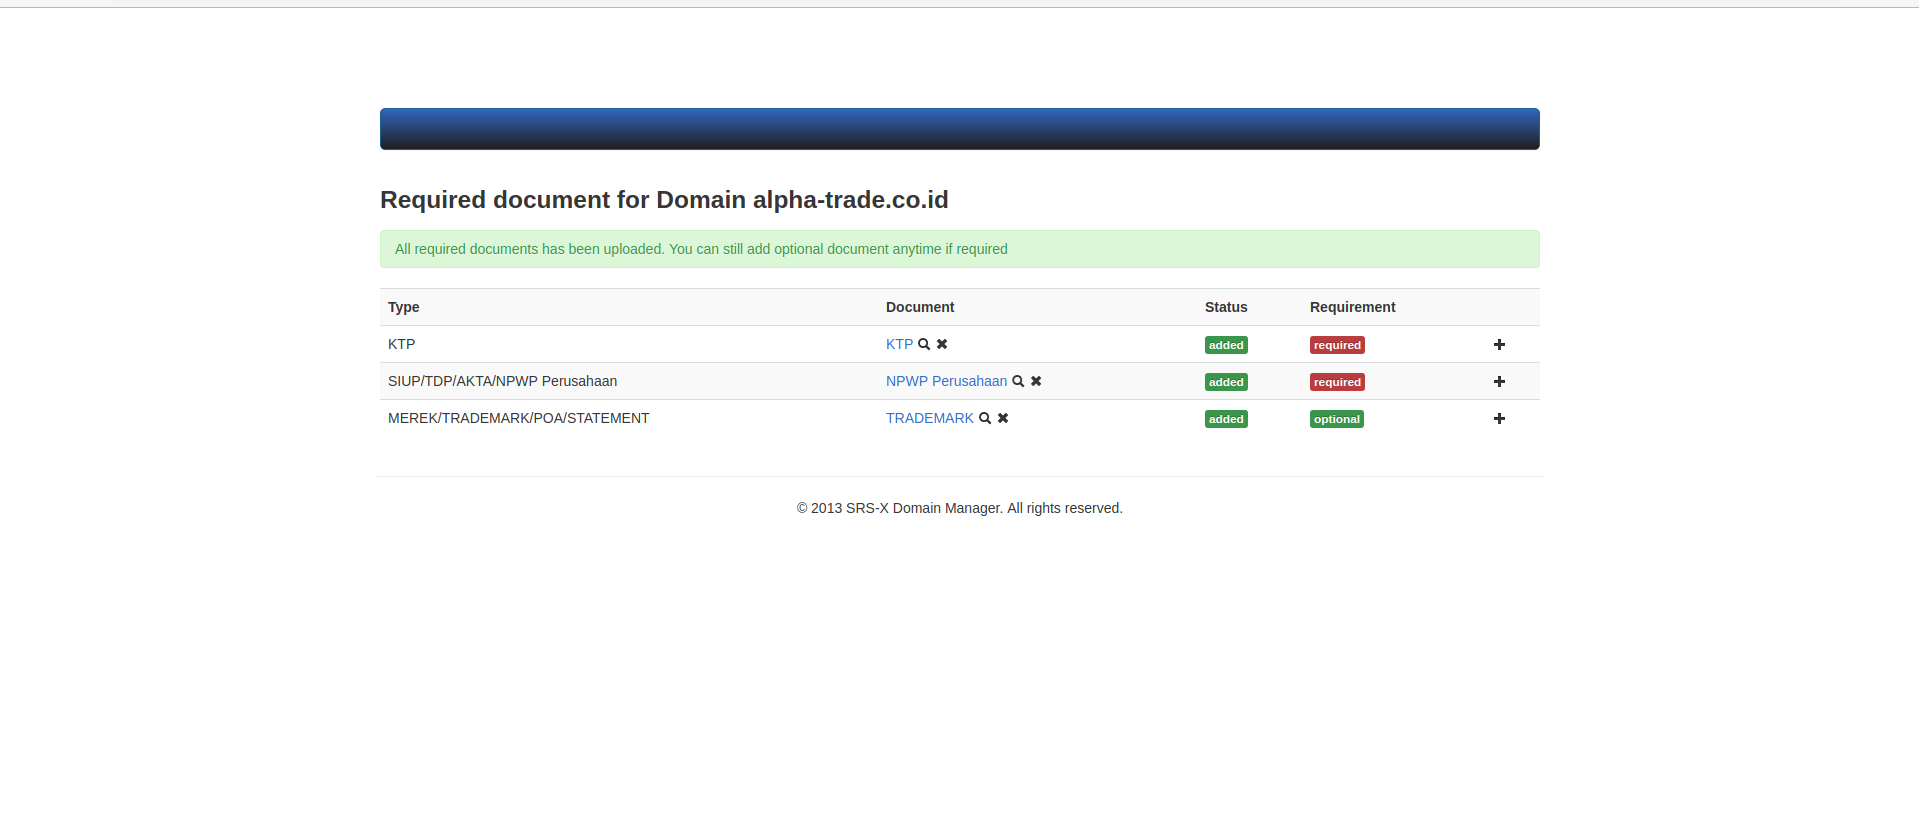 Required document for Domain alpha-trade.co.id
All required documents has been uploaded. You can still add optional document anytime if required
Type Document Status Requirement
KTP KTP added required
SIUP/TDP/AKTA/NPWP Perusahaan NPWP Perusahaan added required
MEREK/TRADEMARK/POA/STATEMENT TRADEMARK added optional
© 2013 SRS-X Domain Manager. All rights reserved.